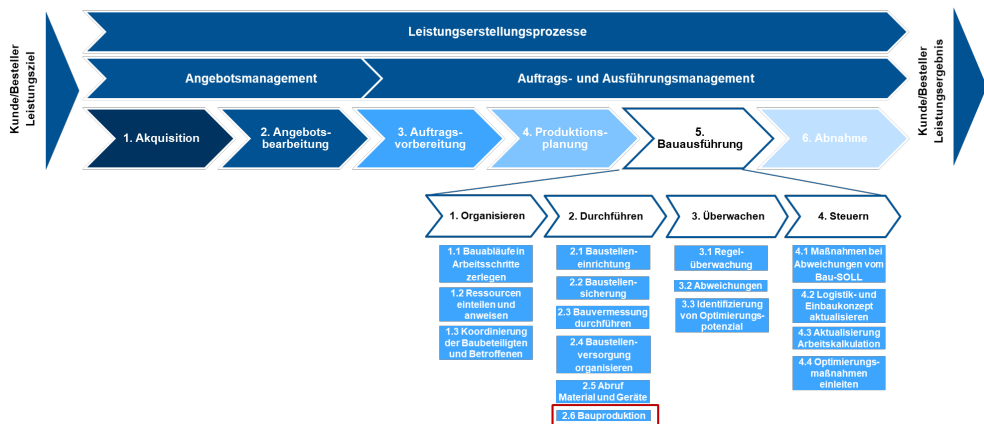 Kunde/Besteller
Leistungsziel
Leistungserstellungsprozesse
Angebotsmanagement
Auftrags- und Ausführungsmanagement
1. Akquisition
2. Angebots-
bearbeitung
3. Auftrags-
vorbereitung
4. Produktions-
planung
5.
Bauausführung
6. Abnahme
Kunde/Besteller
Leistungsergebnis
1. Organisieren
1.1 Bauabläufe in
Arbeitsschritte
zerlegen
1.2 Ressourcen
einteilen und
anweisen
1.3 Koordinierung
der Baubeteiligten
und Betroffenen
2. Durchführen
2.1 Baustellen-
einrichtung
2.2 Baustellen-
sicherung
2.3 Bauvermessung
durchführen
2.4 Baustellen-
versorgung
organisieren
2.5 Abruf
Material und Geräte
2.6 Bauproduktion
3. Überwachen
3.1 Regel-
überwachung
3.2 Abweichungen
3.3 Identifizierung
von Optimierungs-
potenzial
4. Steuern
4.1 Maßnahmen bei
Abweichungen vom
Bau-SOLL
4.2 Logistik- und
Einbaukonzept
aktualisieren
4.3 Aktualisierung
Arbeitskalkulation
4.4 Optimierungs-
maßnahmen
einleiten